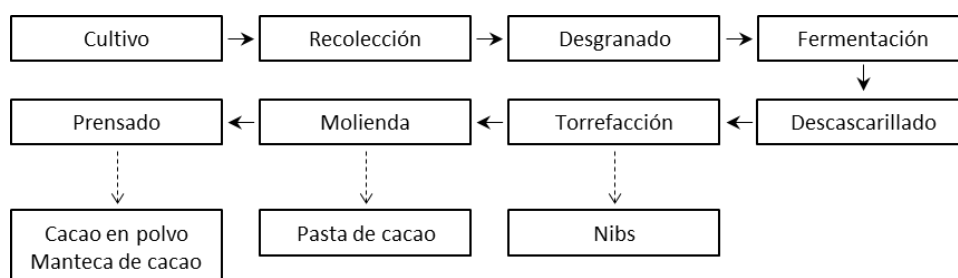 Cultivo
Recolección
Desgranado
Fermentación
Prensado
Molienda
Torrefacción
Descascarillado
Cacao en polvo
Manteca de cacao
Pasta de cacao
Nibs